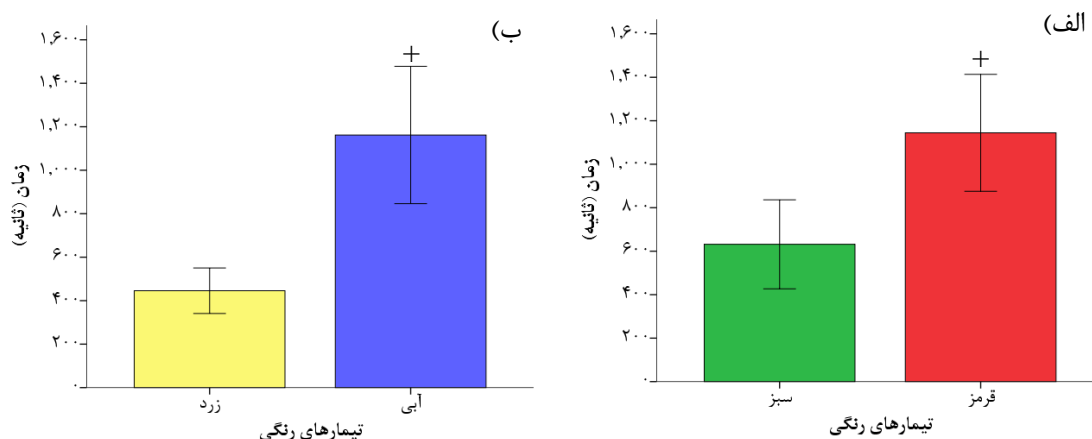 الف)
۱,۶۰۰
۱,۴۰۰
۱,۲۰۰
۱,۰۰۰
۸۰۰
۶۰۰
۴۰۰
۲۰۰
۰
زمان (ثانیه)
+
قرمز
سبز
تیمارهای رنگی
ب)
۱,۶۰۰
۱,۴۰۰
۱,۲۰۰
۱,۰۰۰
۸۰۰
۶۰۰
۴۰۰
۲۰۰
۰
زمان (ثانیه)
+
آبی
زرد
تیمارهای رنگی